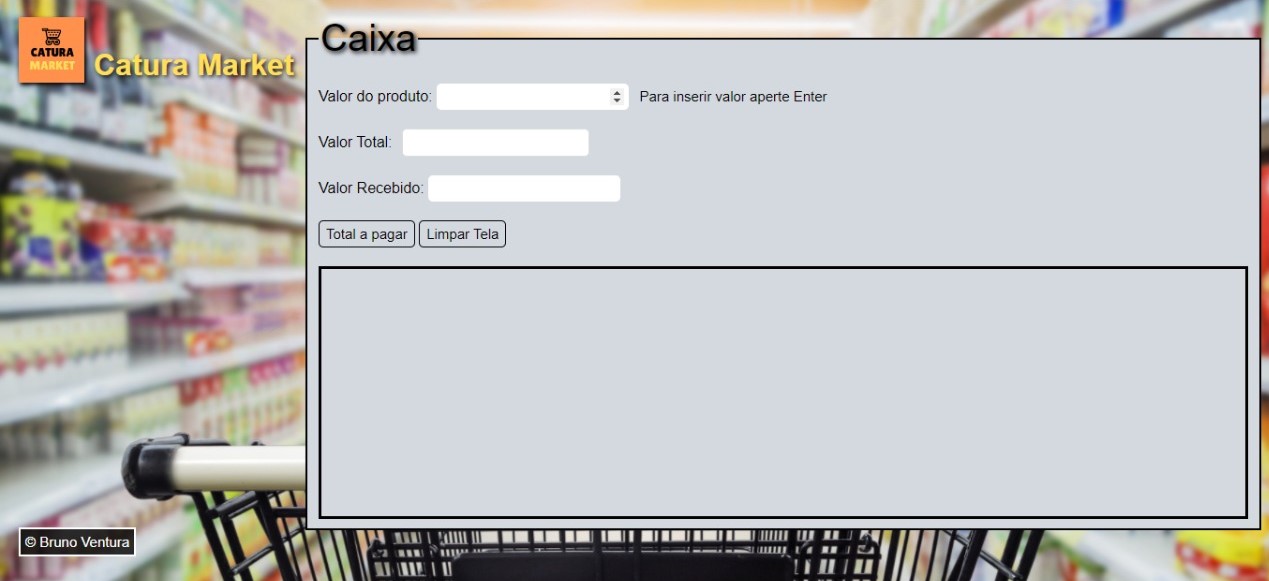 CATURA
MARKET
Catura Market
Caixa
Valor do produto:
Para inserir valor aperte Enter
Valor Total:
Valor Recebido:
Total a pagar
Limpar Tela
© Bruno Ventura